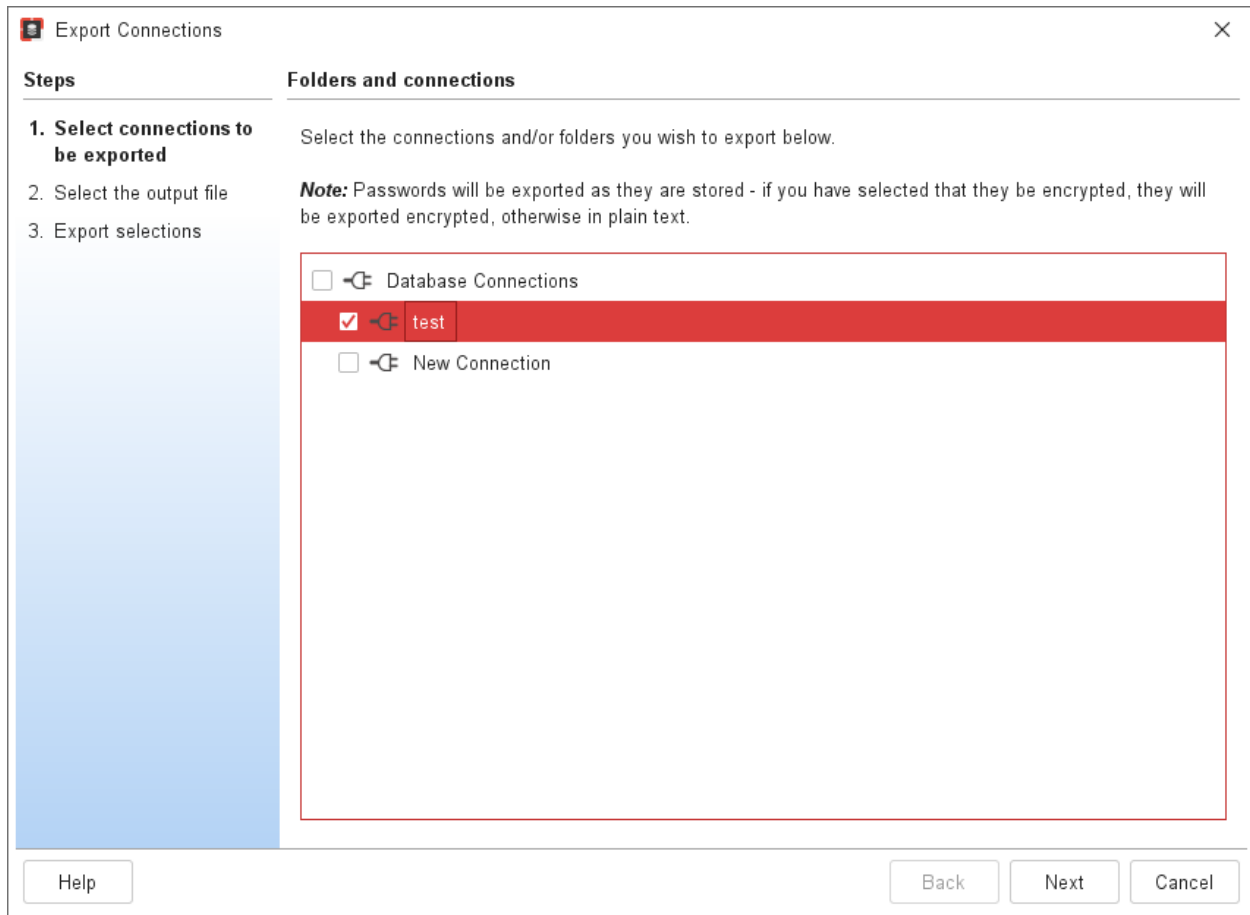 Export Connections
Steps
1. Select connections to
be exported
2. Select the output file
3. Export selections
Folders and connections
Select the connections and/or folders you wish to export below.
Note: Passwords will be exported as they are stored - if you have selected that they be encrypted, they will
be exported encrypted, otherwise in plain text.
Database Connections
test
New Connection
Help
Back
Next
Cancel